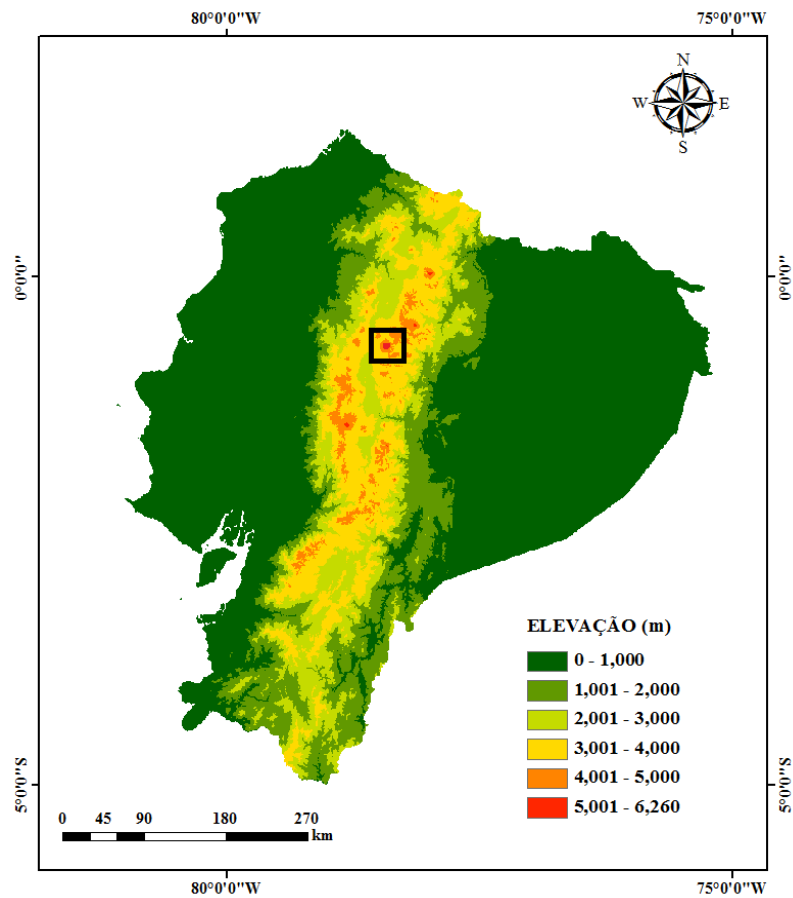 80°0'0"W 75°0'0"W
N
W E
S
0°0'0" 0°0'0"
ELEVAÇÃO (m)
0 - 1,000
1,001 - 2,000
2,001 - 3,000
3,001 - 4,000
4,001 - 5,000
5,001 - 6,260
5°0'0"S 5°0'0"S
0 45 90 180 270
km
80°0'0"W 75°0'0"W